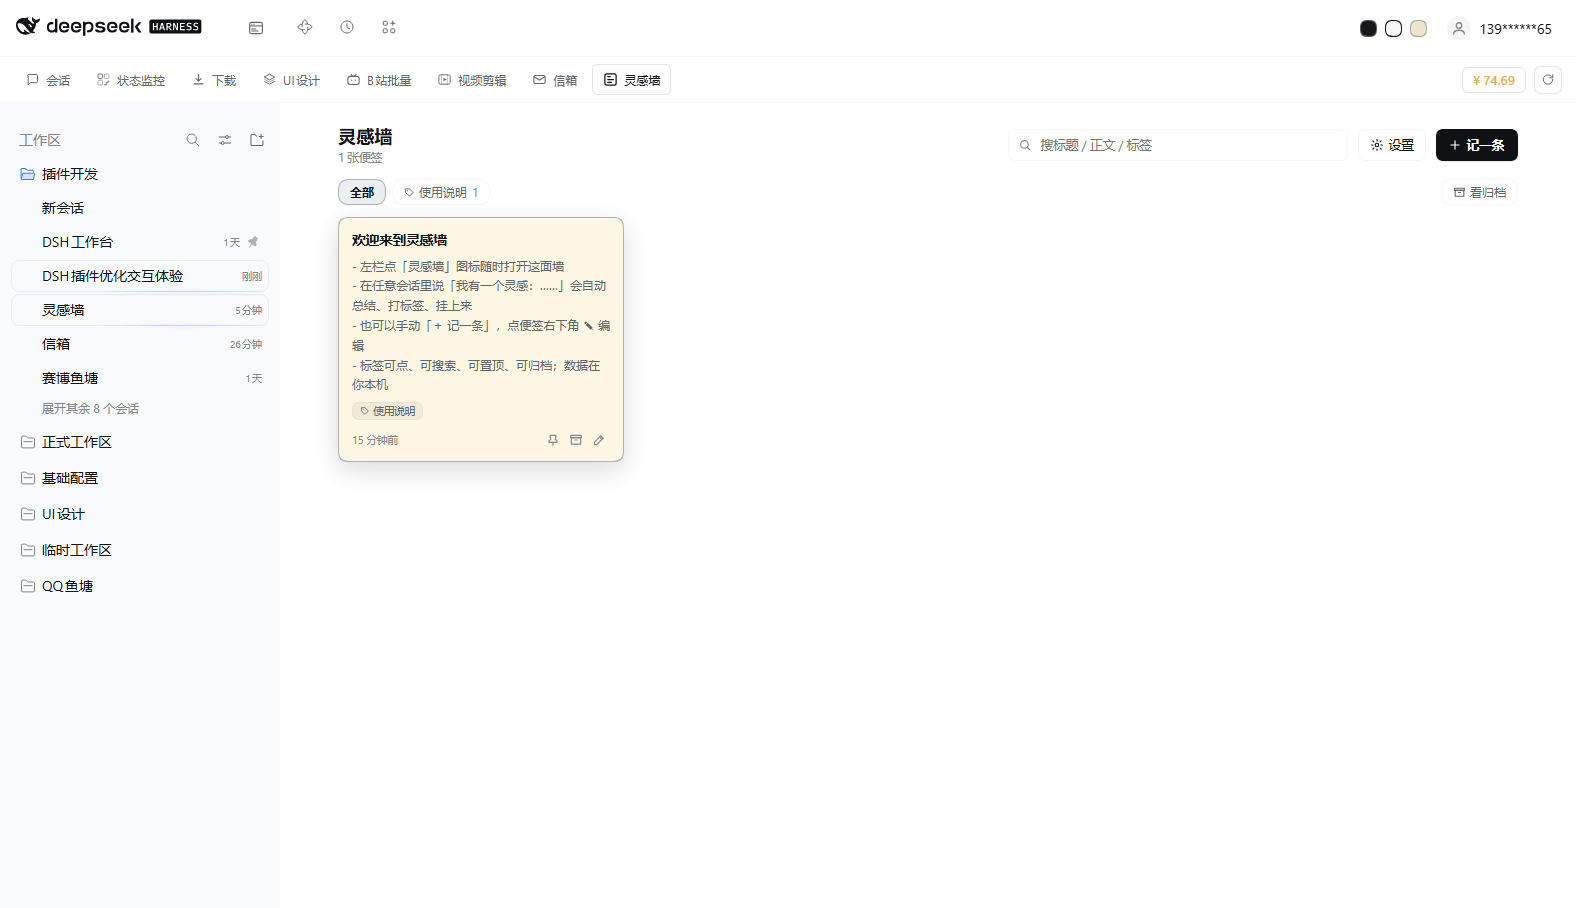 deepseek HARNESS
139******65
会话 状态监控 下载 UI设计 B站批量 视频剪辑 信箱 灵感墙
¥ 74.69
工作区
插件开发
新会话
DSH工作台 1天
DSH插件优化交互体验 刚刚
灵感墙 5分钟
信箱 26分钟
赛博鱼塘 1天
展开其余 8 个会话
正式工作区
基础配置
UI设计
临时工作区
QQ鱼塘
灵感墙
1 张便签
搜标题 / 正文 / 标签
设置
+ 记一条
全部
使用说明 1
看归档
欢迎来到灵感墙
- 左栏点「灵感墙」图标随时打开这面墙
- 在任意会话里说「我有一个灵感：……」会自动
总结、打标签、挂上来
- 也可以手动「＋ 记一条」，点便签右下角 ✎ 编
辑
- 标签可点、可搜索、可置顶、可归档；数据在
你本机
使用说明
15 分钟前